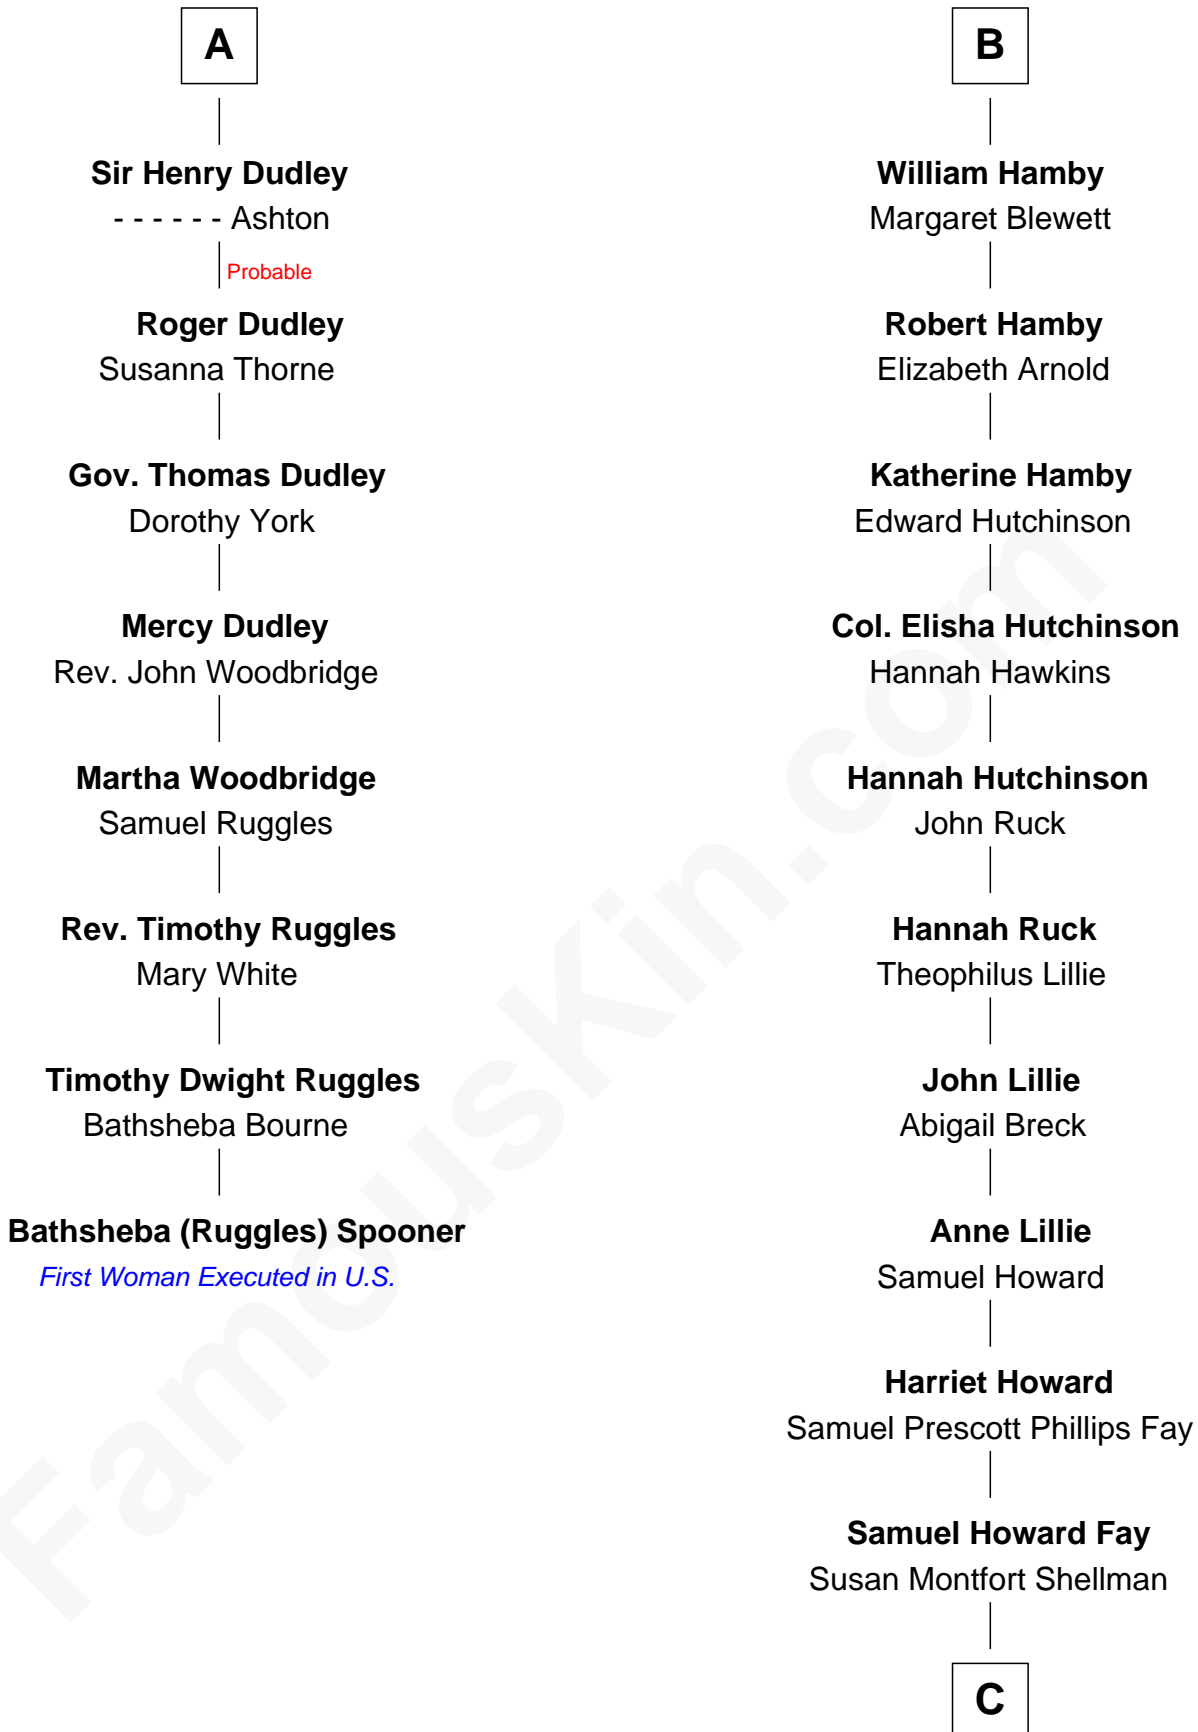 A
Sir Henry Dudley
- - - - - - Ashton
Probable
Roger Dudley
Susanna Thorne
Gov. Thomas Dudley
Dorothy York
Mercy Dudley
Rev. John Woodbridge
Martha Woodbridge
Samuel Ruggles
Rev. Timothy Ruggles
Mary White
Timothy Dwight Ruggles
Bathsheba Bourne
Bathsheba (Ruggles) Spooner
First Woman Executed in U.S.
B
William Hamby
Margaret Blewett
Robert Hamby
Elizabeth Arnold
Katherine Hamby
Edward Hutchinson
Col. Elisha Hutchinson
Hannah Hawkins
Hannah Hutchinson
John Ruck
Hannah Ruck
Theophilus Lillie
John Lillie
Abigail Breck
Anne Lillie
Samuel Howard
Harriet Howard
Samuel Prescott Phillips Fay
Samuel Howard Fay
Susan Montfort Shellman
C
FamousKin.com